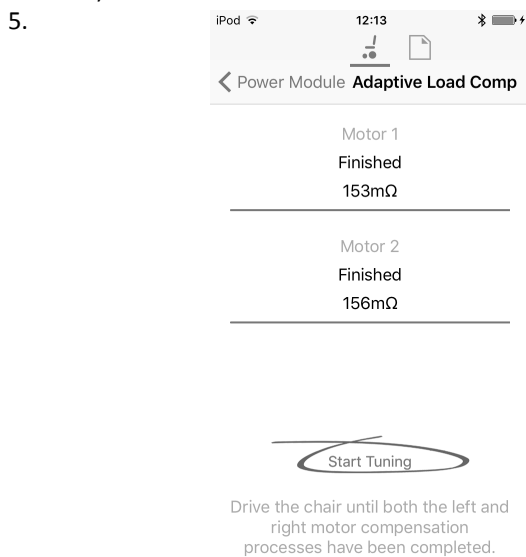 5.
iPod 12:13
Power Module Adaptive Load Comp
Motor 1
Finished
153mΩ
Motor 2
Finished
156mΩ
Start Tuning
Drive the chair until both the left and
right motor compensation
processes have been completed.